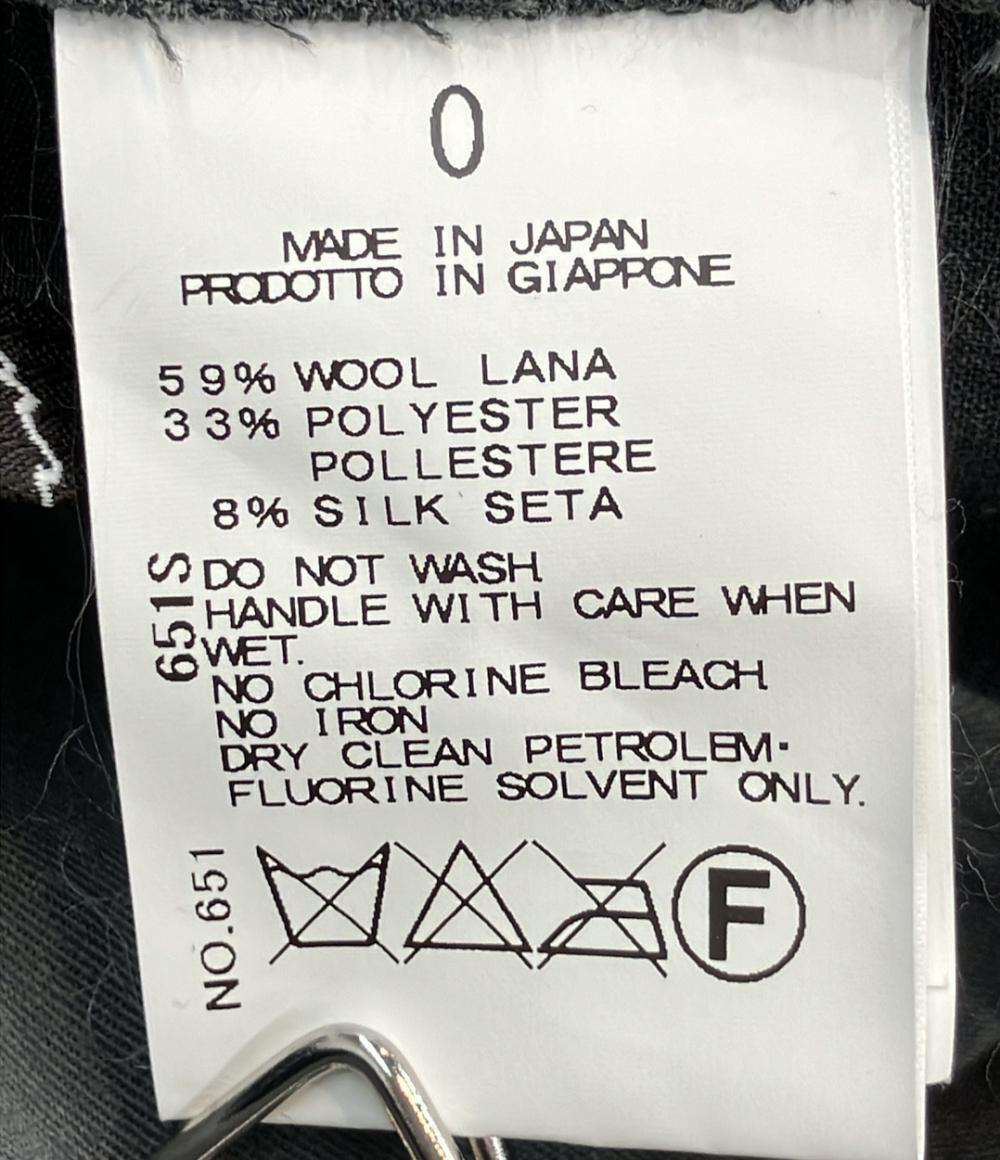 0
MADE IN JAPAN
PRODOTTO IN GIAPPONE
59% WOOL LANA
33% POLYESTER
POLLESTERE
8% SILK SETA
651S
DO NOT WASH
HANDLE WITH CARE WHEN
WET.
NO CHLORINE BLEACH
NO IRON
DRY CLEAN PETROLEM·
FLUORINE SOLVENT ONLY.
NO.651
F